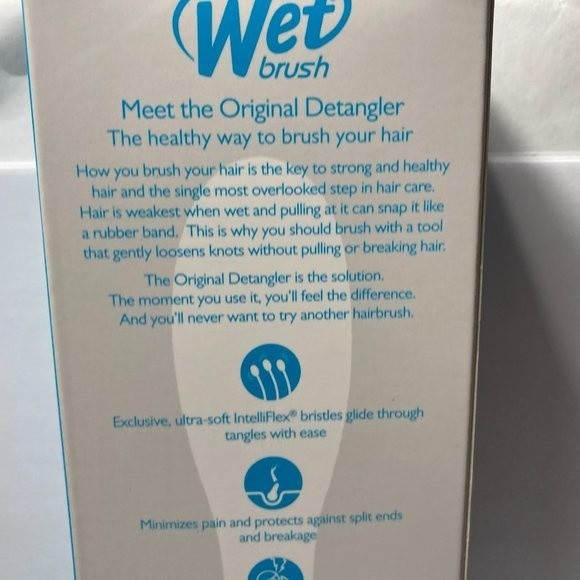 Wet
brush
Meet the Original Detangler
The healthy way to brush your hair
How you brush your hair is the key to strong and healthy
hair and the single most overlooked step in hair care.
Hair is weakest when wet and pulling at it can snap it like
a rubber band. This is why you should brush with a tool
that gently loosens knots without pulling or breaking hair.
The Original Detangler is the solution.
The moment you use it, you'll feel the difference.
And you'll never want to try another hairbrush.
Exclusive, ultra-soft IntelliFlex® bristles glide through
tangles with ease
Minimizes pain and protects against split ends
and breakage